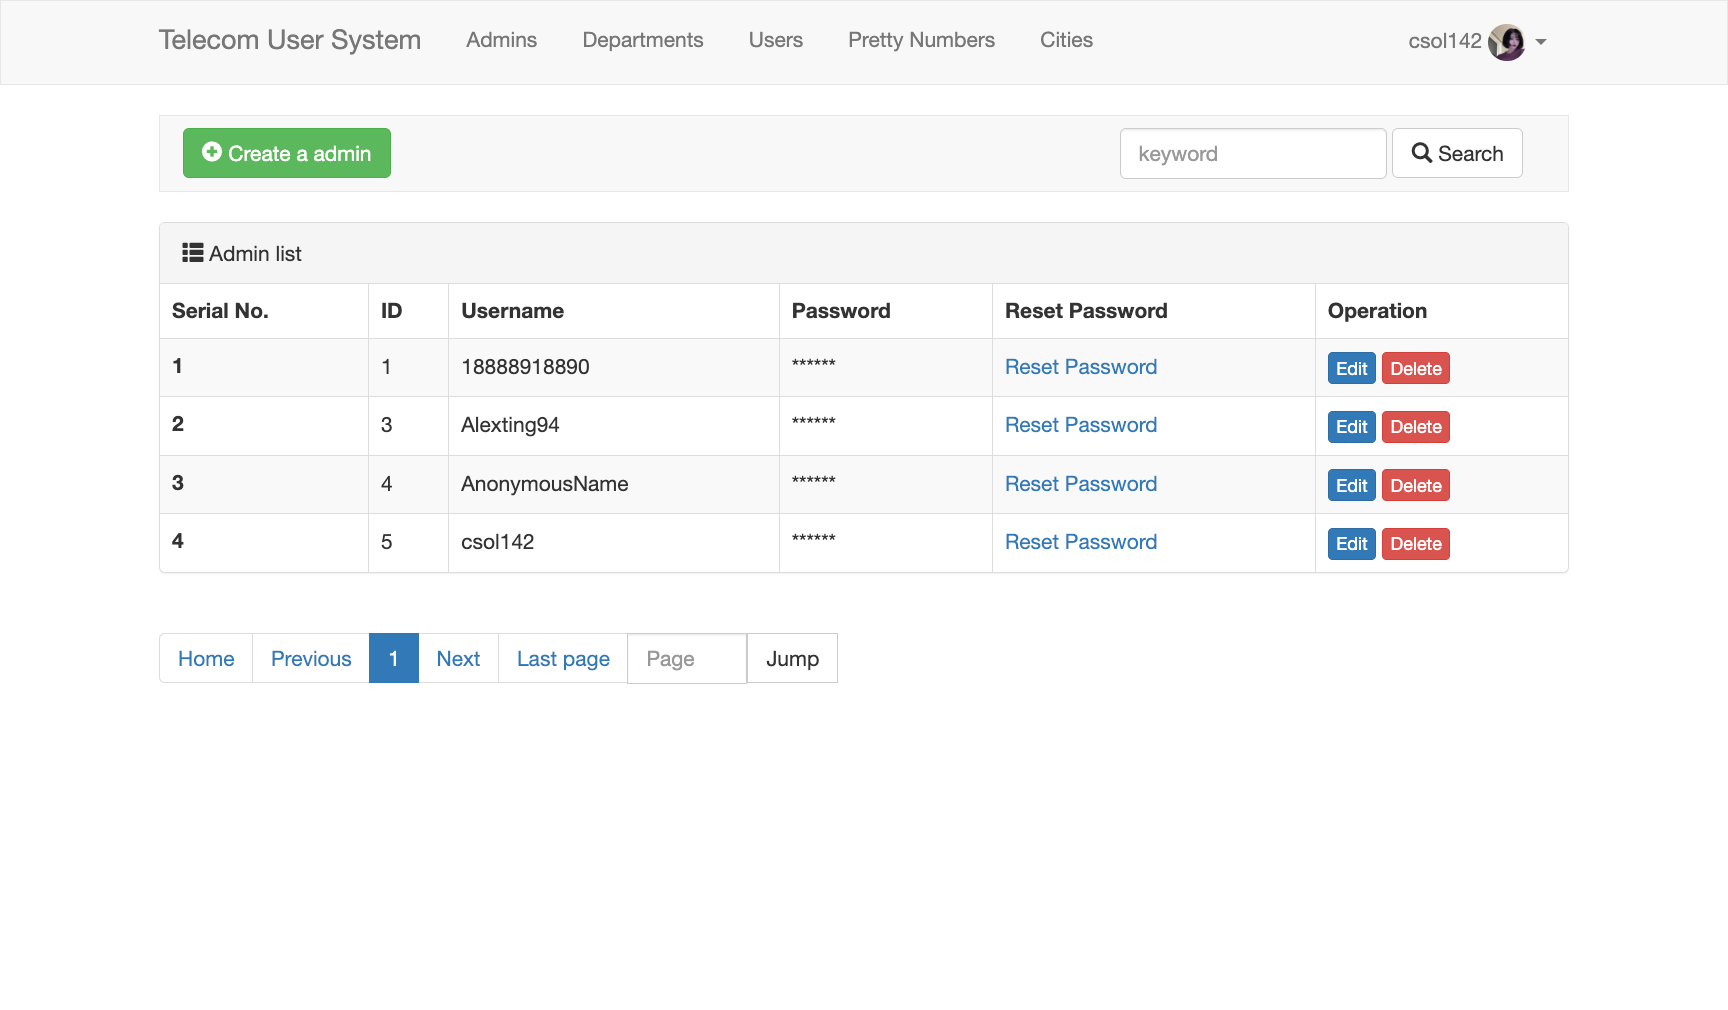 Telecom User System Admins Departments Users Pretty Numbers Cities csol142
Create a admin keyword Search
Admin list
Serial No. ID Username Password Reset Password Operation
1 1 18888918890 ****** Reset Password Edit Delete
2 3 Alexting94 ****** Reset Password Edit Delete
3 4 AnonymousName ****** Reset Password Edit Delete
4 5 csol142 ****** Reset Password Edit Delete
Home Previous 1 Next Last page Page Jump